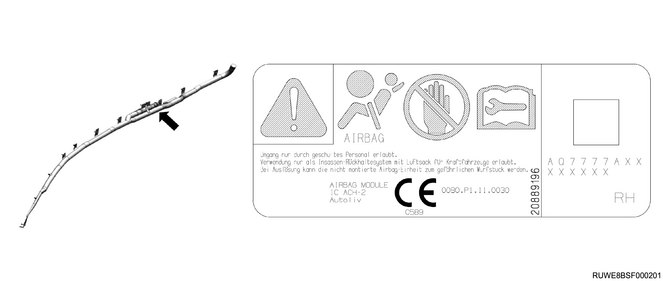 AIRBAG
Umgang nur durch geschultes Personal erlaubt.
Verwendung nur als Insassen-Rückhaltesystem mit Luftsack für Kraftfahrzeuge erlaubt.
Bei Auslösung kann die nicht montierte Airbag-Einheit zum gefährlichen Wurfstück werden.
AIRBAG MODULE
IC ACH-2
Autoliv
CE
C589
0080.P1.11.0030
20889196
AQ7777AXX
XXXXXX
RH
RUWE8BSF000201